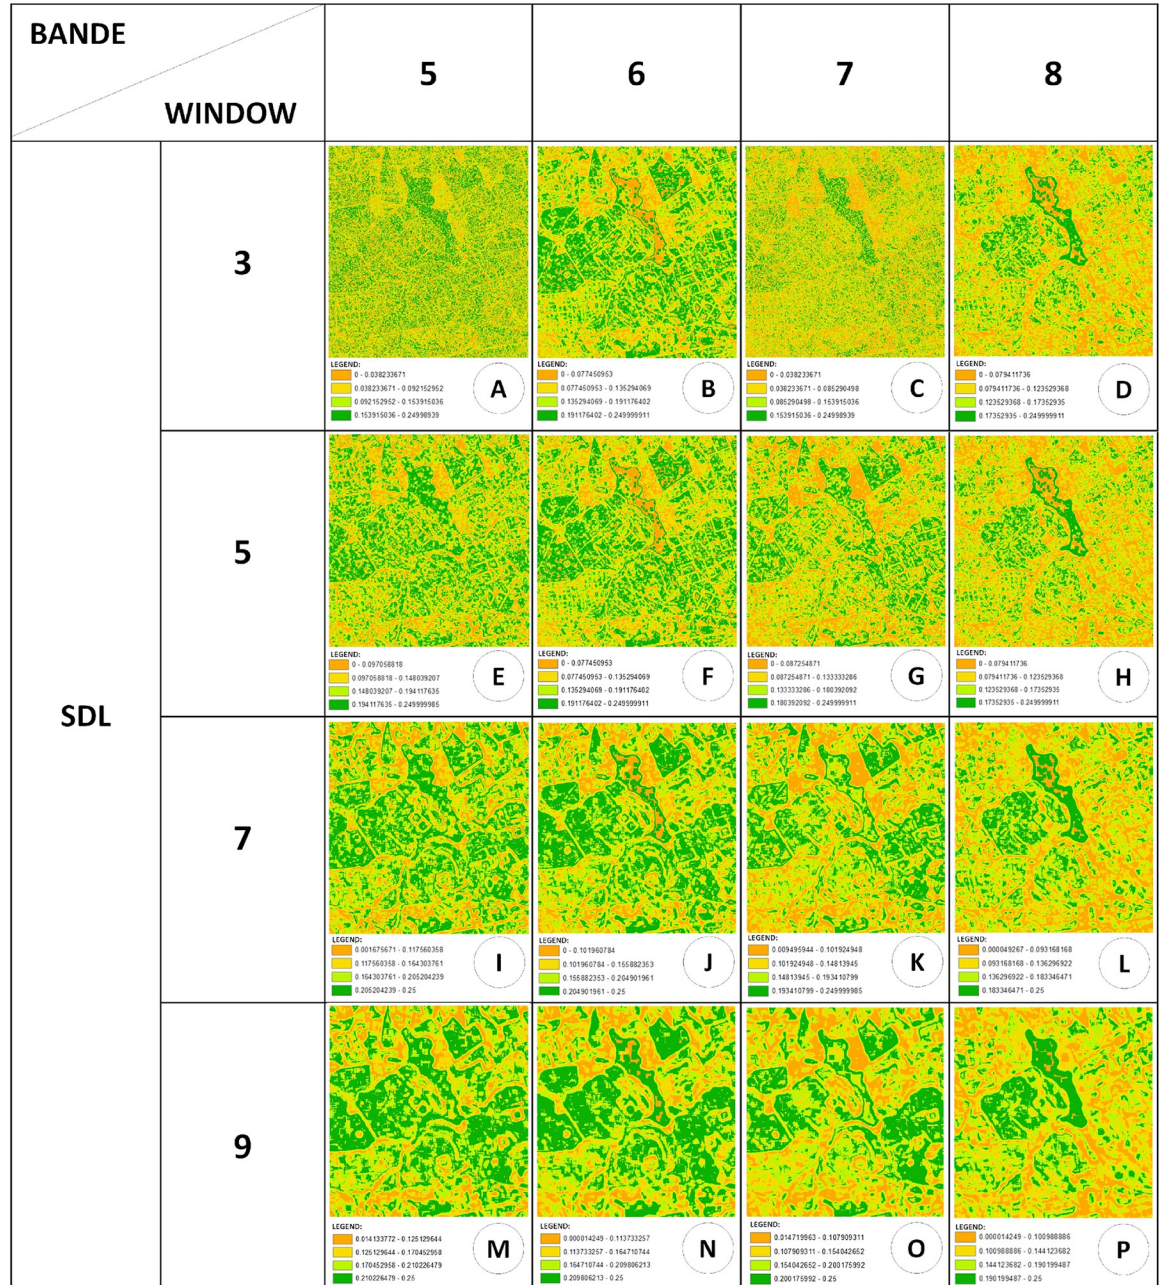 BANDE
WINDOW
5
6
7
8
SDL
3
LEGEND:
0 - 0.038233671
0.038233671 - 0.092152952
0.092152952 - 0.153915036
0.153915036 - 0.24998939
A
LEGEND:
0 - 0.077450953
0.077450953 - 0.135294069
0.135294069 - 0.191176402
0.191176402 - 0.249999911
B
LEGEND:
0 - 0.038233671
0.038233671 - 0.085290498
0.085290498 - 0.153915036
0.153915036 - 0.24998939
C
LEGEND:
0 - 0.079411736
0.079411736 - 0.123529368
0.123529368 - 0.17352935
0.17352935 - 0.249999911
D
5
LEGEND:
0 - 0.097058818
0.097058818 - 0.148039207
0.148039207 - 0.194117635
0.194117635 - 0.249999985
E
LEGEND:
0 - 0.077450953
0.077450953 - 0.135294069
0.135294069 - 0.191176402
0.191176402 - 0.249999911
F
LEGEND:
0 - 0.087254871
0.087254871 - 0.133333286
0.133333286 - 0.180392092
0.180392092 - 0.249999911
G
LEGEND:
0 - 0.079411736
0.079411736 - 0.123529368
0.123529368 - 0.17352935
0.17352935 - 0.249999911
H
7
LEGEND:
0.001675671 - 0.117560358
0.117560358 - 0.164303761
0.164303761 - 0.205204239
0.205204239 - 0.25
I
LEGEND:
0 - 0.101960784
0.101960784 - 0.155882353
0.155882353 - 0.204901961
0.204901961 - 0.25
J
LEGEND:
0.009495944 - 0.101924948
0.101924948 - 0.14813945
0.14813945 - 0.193410799
0.193410799 - 0.249999985
K
LEGEND:
0.000049267 - 0.093168168
0.093168168 - 0.136296922
0.136296922 - 0.183346471
0.183346471 - 0.25
L
9
LEGEND:
0.014133772 - 0.125129644
0.125129644 - 0.170452958
0.170452958 - 0.210226479
0.210226479 - 0.25
M
LEGEND:
0.000014249 - 0.113733257
0.113733257 - 0.164710744
0.164710744 - 0.209806213
0.209806213 - 0.25
N
LEGEND:
0.014719963 - 0.107909311
0.107909311 - 0.154042652
0.154042652 - 0.200175992
0.200175992 - 0.25
O
LEGEND:
0.000014249 - 0.100988886
0.100988886 - 0.144123682
0.144123682 - 0.190199487
0.190199487 - 0.25
P